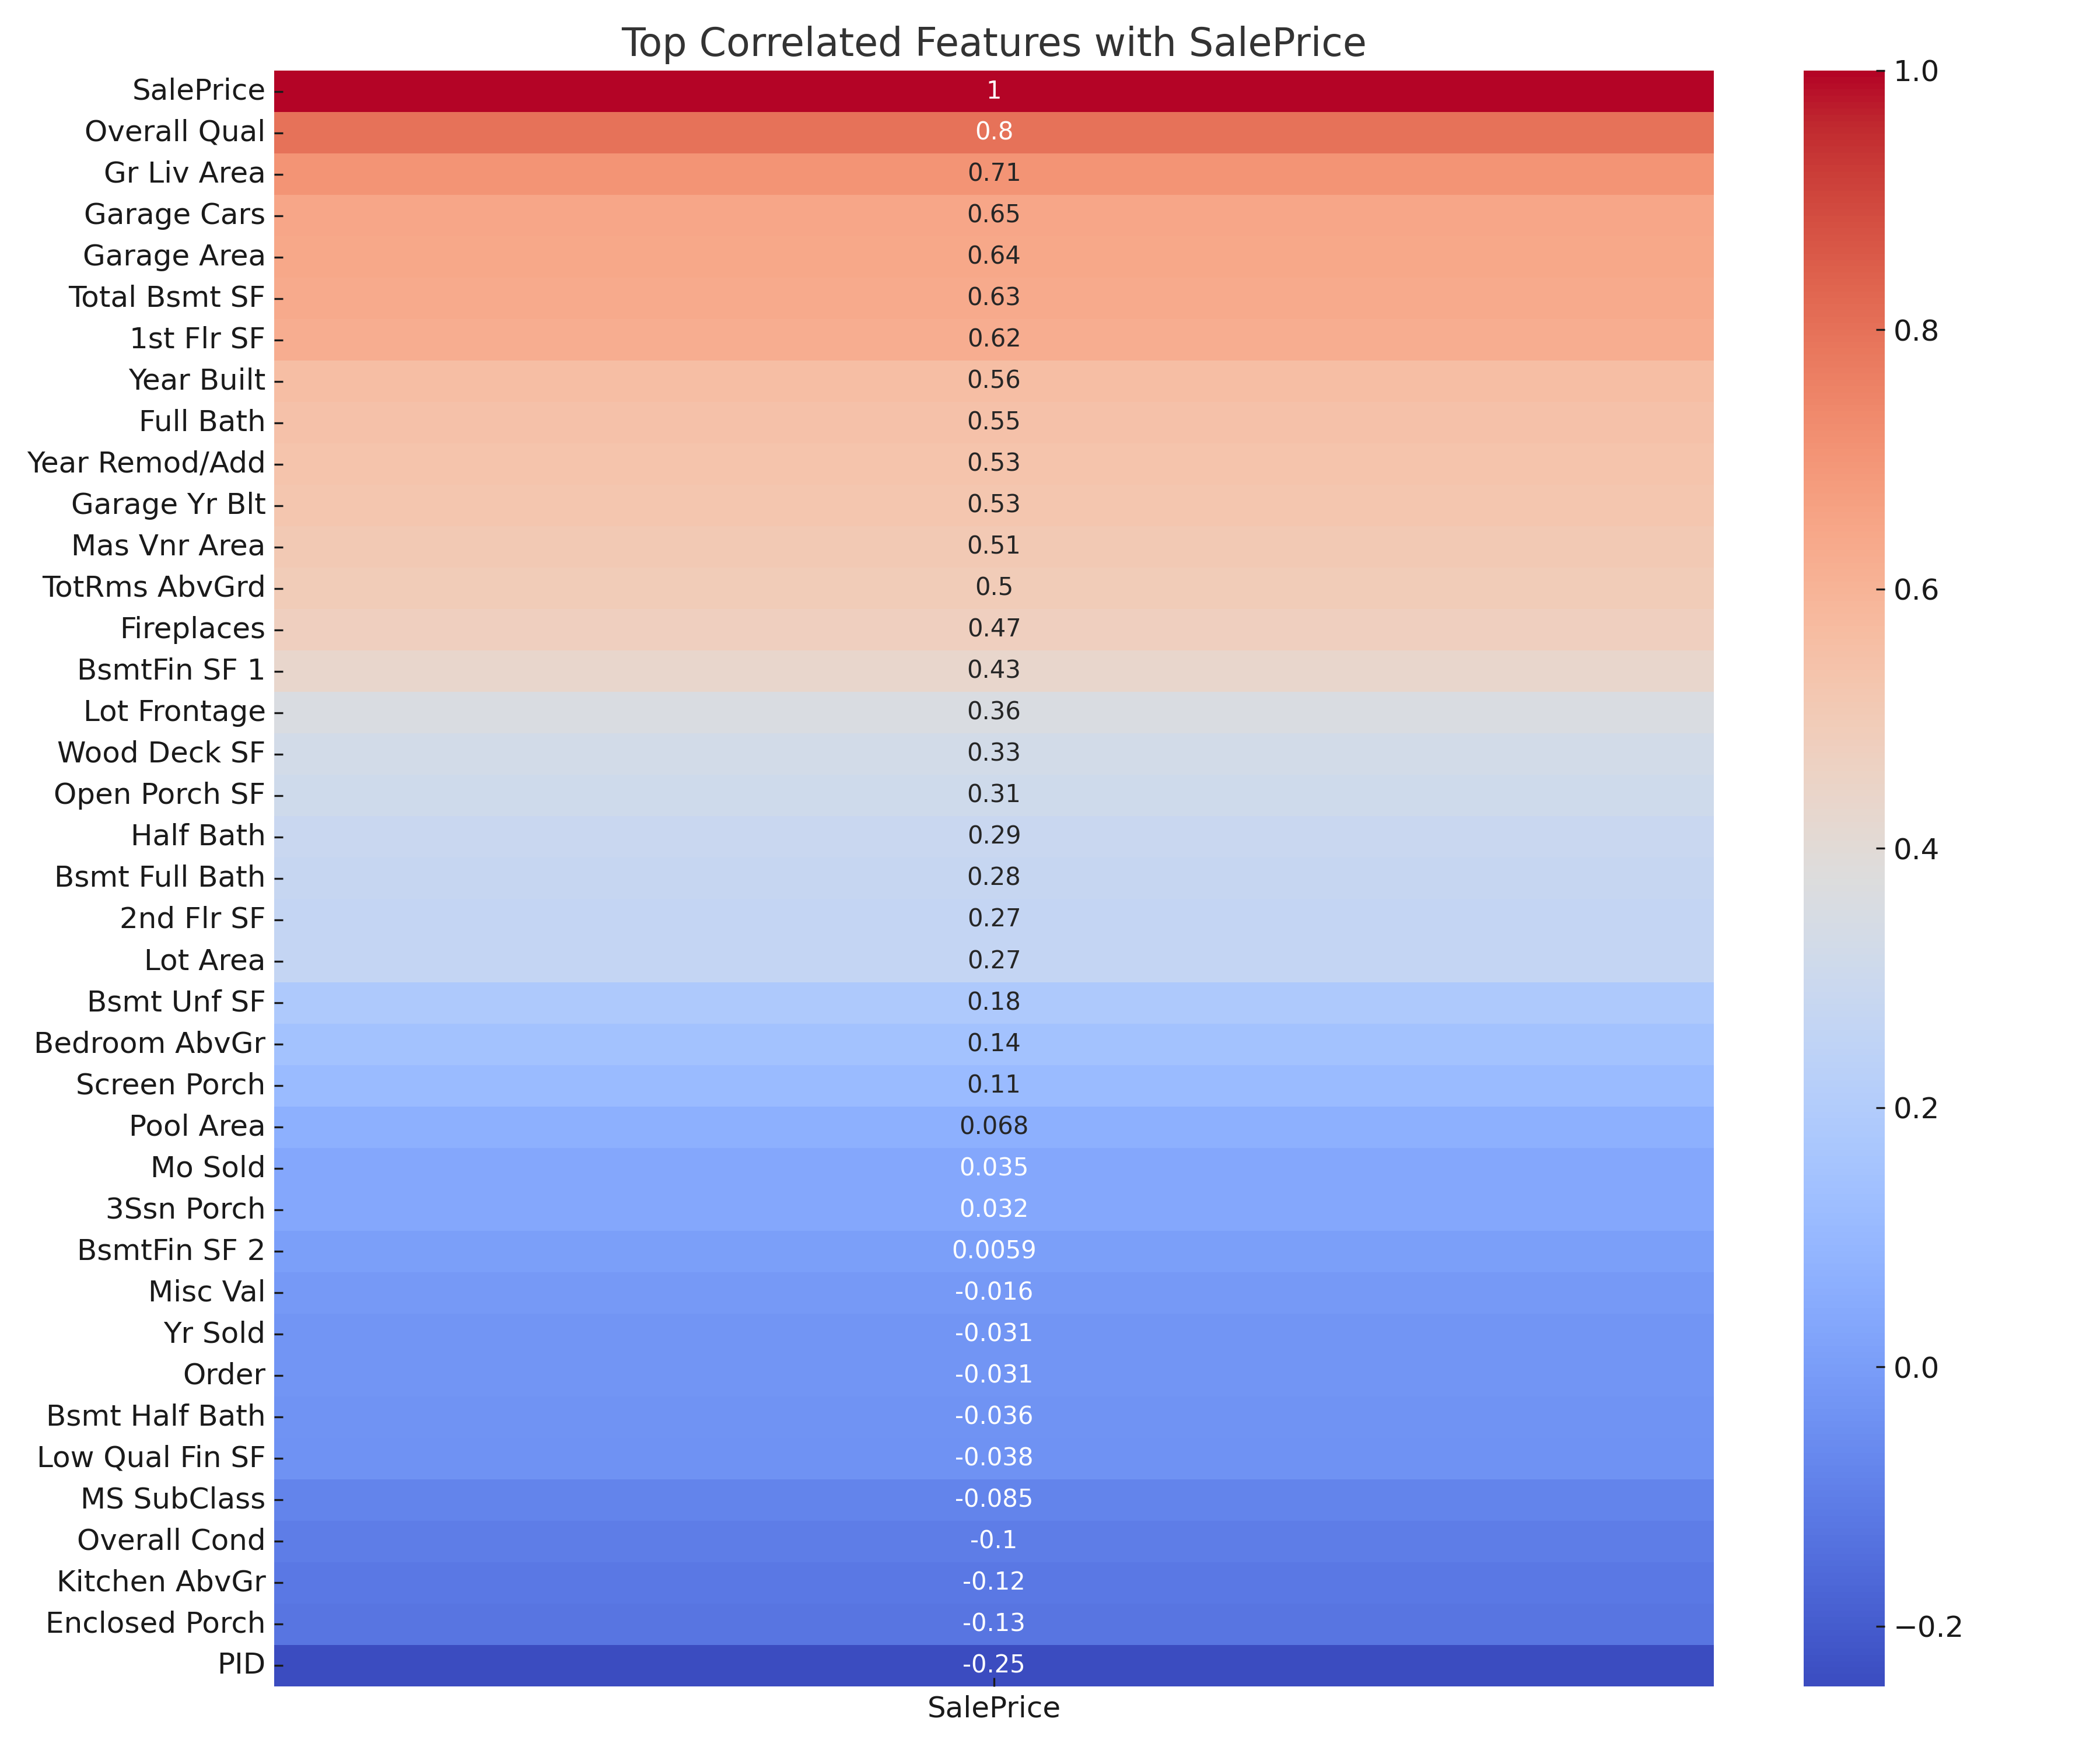 Top Correlated Features with SalePrice
SalePrice 1
Overall Qual 0.8
Gr Liv Area 0.71
Garage Cars 0.65
Garage Area 0.64
Total Bsmt SF 0.63
1st Flr SF 0.62
Year Built 0.56
Full Bath 0.55
Year Remod/Add 0.53
Garage Yr Blt 0.53
Mas Vnr Area 0.51
TotRms AbvGrd 0.5
Fireplaces 0.47
BsmtFin SF 1 0.43
Lot Frontage 0.36
Wood Deck SF 0.33
Open Porch SF 0.31
Half Bath 0.29
Bsmt Full Bath 0.28
2nd Flr SF 0.27
Lot Area 0.27
Bsmt Unf SF 0.18
Bedroom AbvGr 0.14
Screen Porch 0.11
Pool Area 0.068
Mo Sold 0.035
3Ssn Porch 0.032
BsmtFin SF 2 0.0059
Misc Val -0.016
Yr Sold -0.031
Order -0.031
Bsmt Half Bath -0.036
Low Qual Fin SF -0.038
MS SubClass -0.085
Overall Cond -0.1
Kitchen AbvGr -0.12
Enclosed Porch -0.13
PID -0.25
SalePrice
1.0
0.8
0.6
0.4
0.2
0.0
−0.2